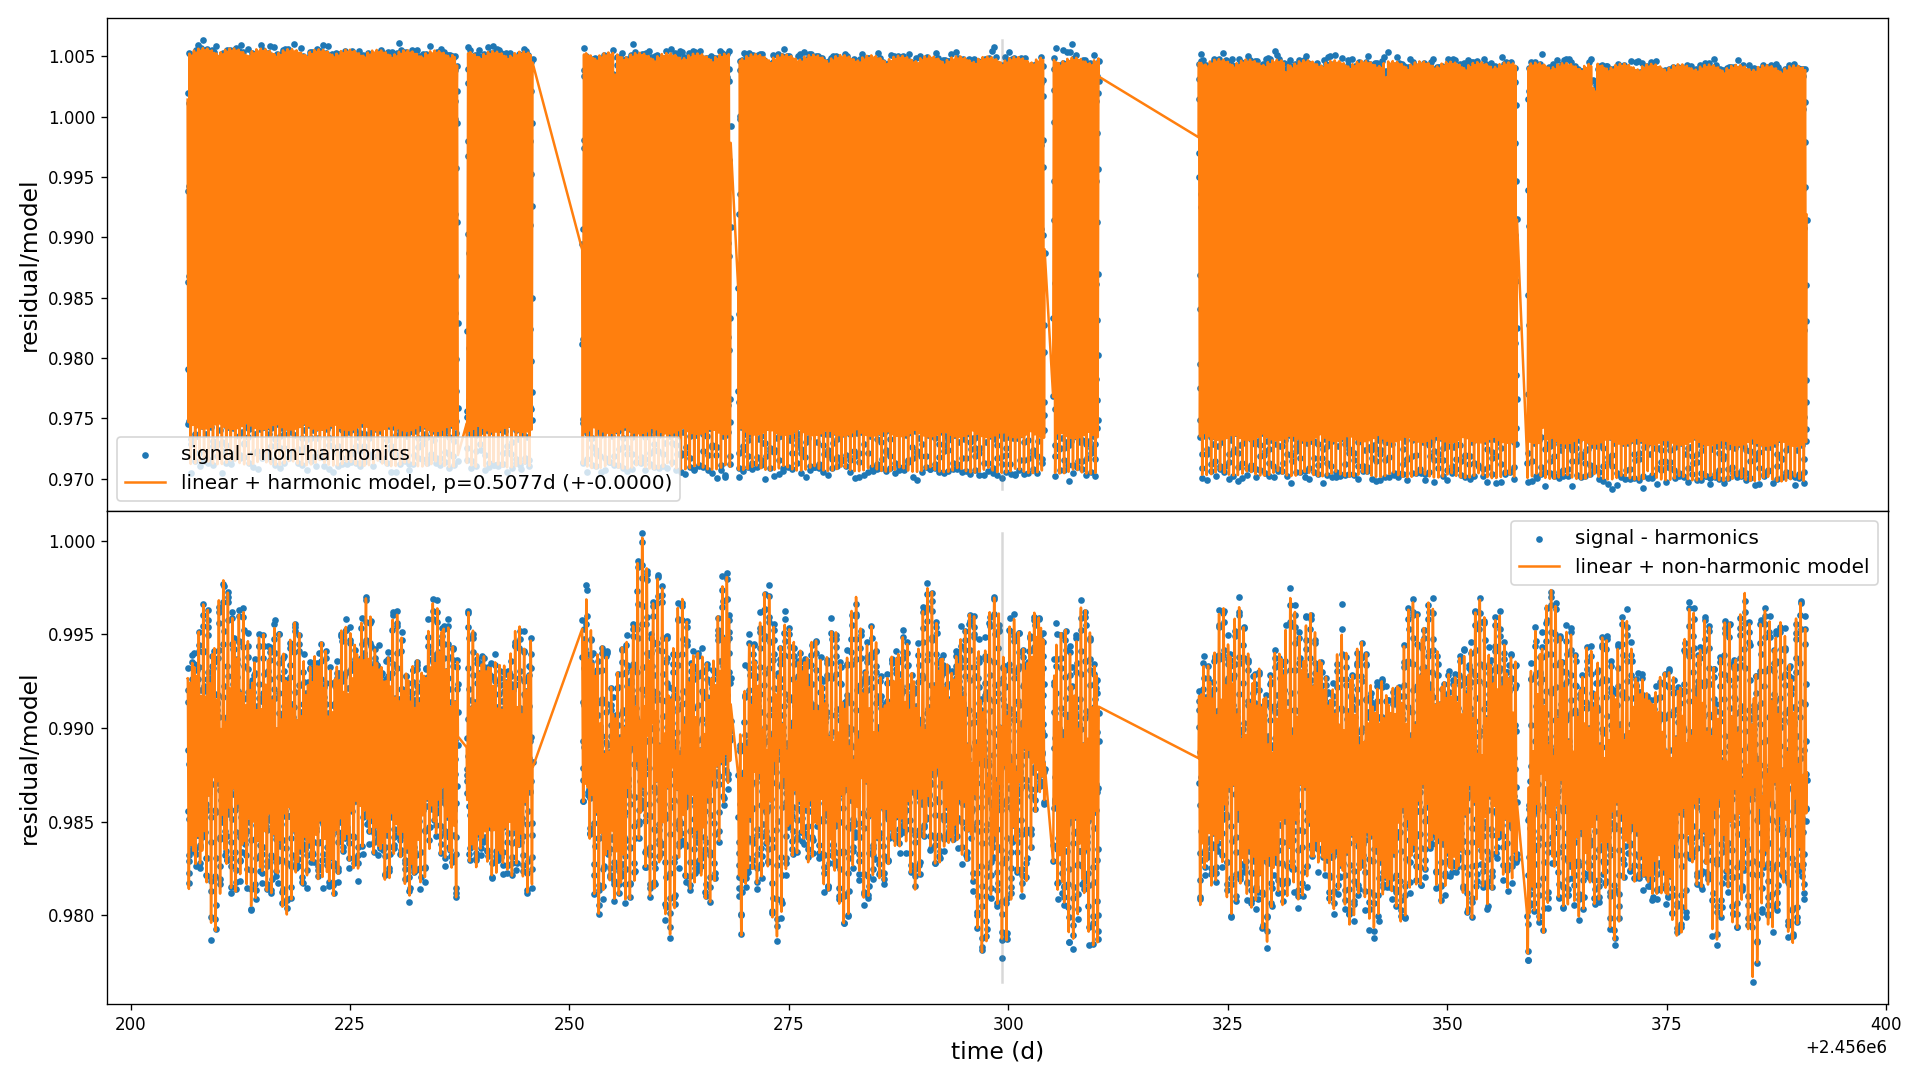 residual/model
1.005
1.000
0.995
0.990
0.985
0.980
0.975
0.970
signal - non-harmonics
linear + harmonic model, p=0.5077d (+-0.0000)
residual/model
1.000
0.995
0.990
0.985
0.980
signal - harmonics
linear + non-harmonic model
200 225 250 275 300 325 350 375 400
time (d)
+2.456e6